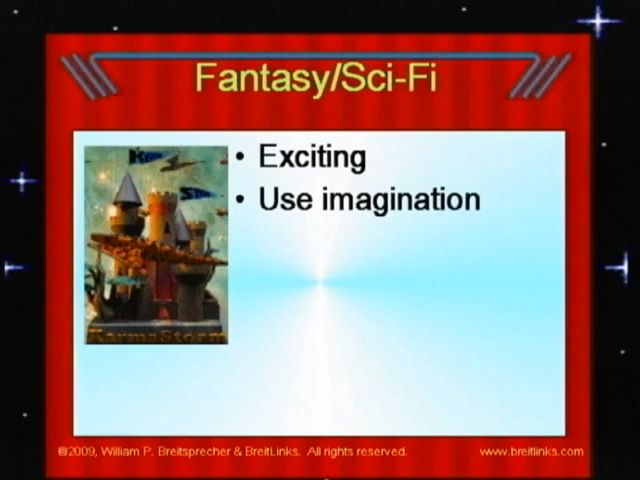 Fantasy/Sci-Fi
• Exciting
• Use imagination
KarmaStorm
@2009, William P. Breitsprecher & BreitLinks. All rights reserved.
www.breitlinks.com